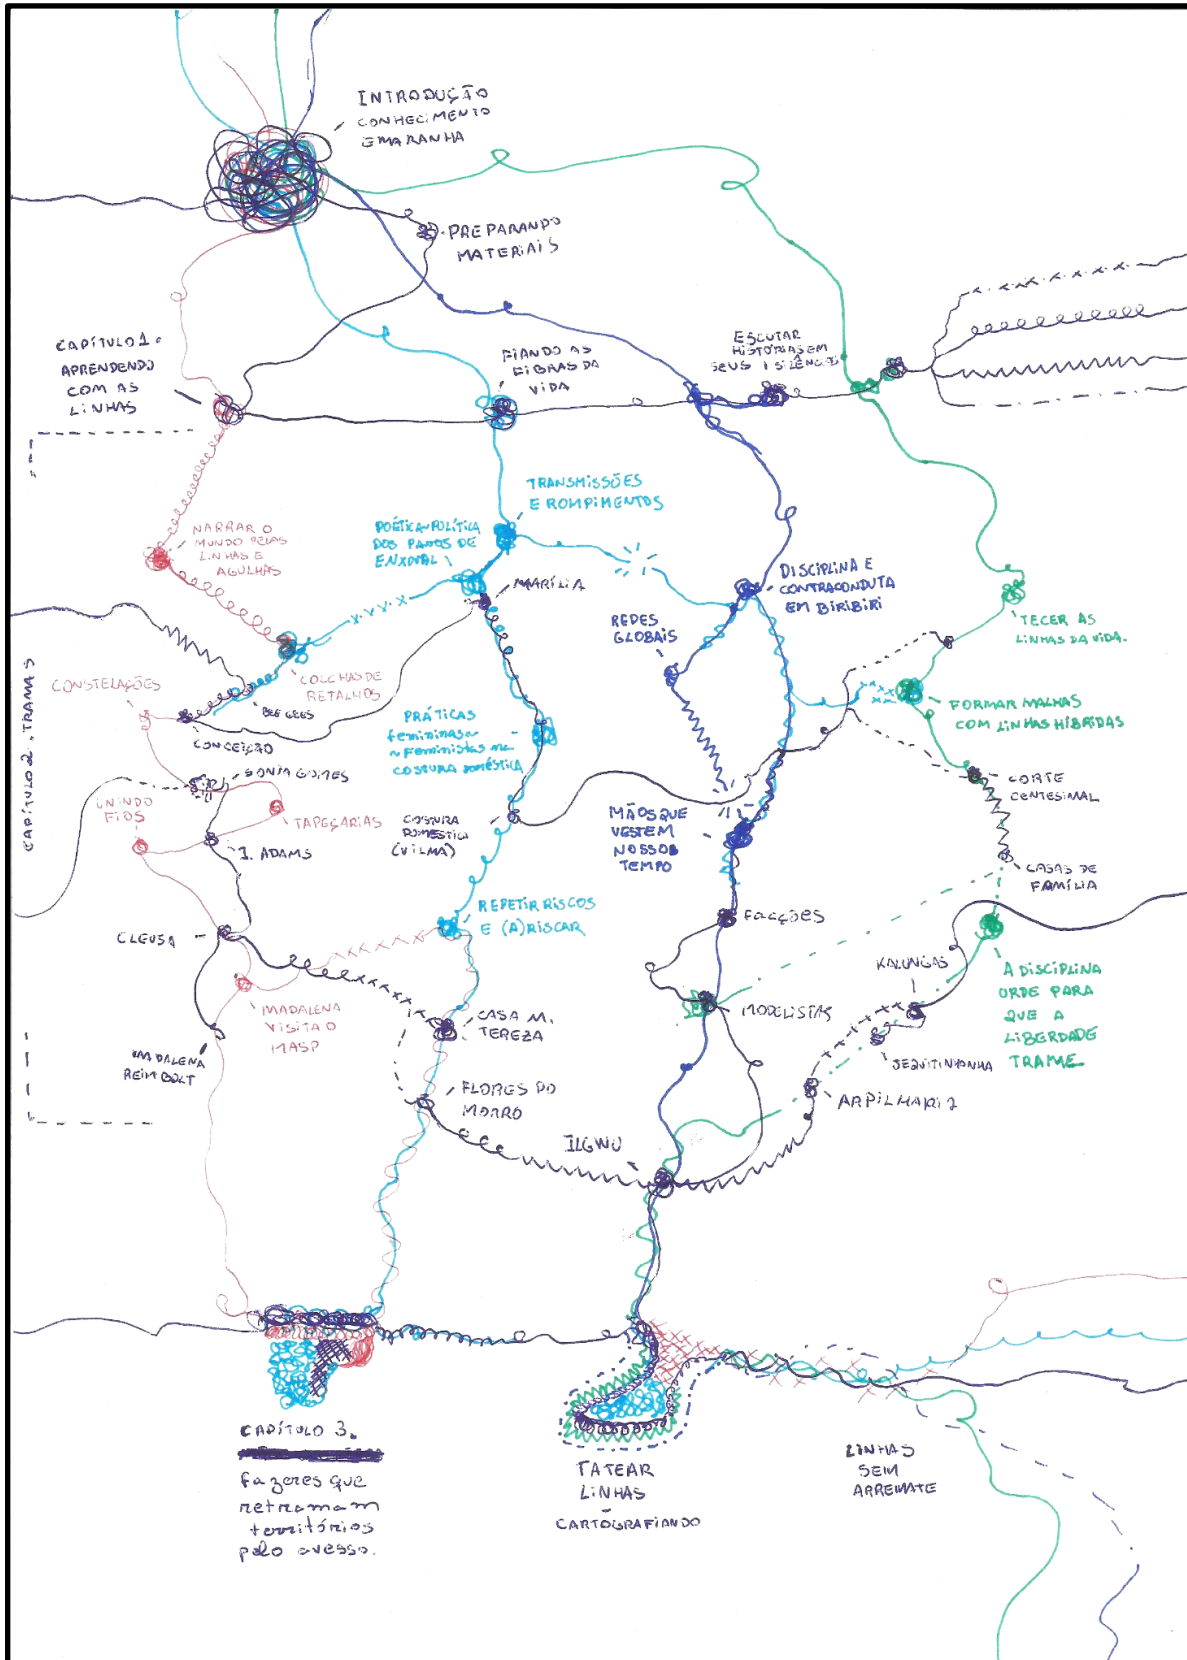 INTRODUÇÃO
CONHECIMENTO
EMARANHA
PREPARANDO
MATERIAIS
CAPÍTULO 1.
APRENDENDO
COM AS
LINHAS
FIANDO AS
FIBRAS DA
VIDA
ESCUTAR
HISTÓRIAS EM
SEUS
TRANSMISSÕES
E ROMPIMENTOS
NARRAR O
MUNDO PELAS
LINHAS E
AGULHAS
POÉTICA~POLÍTICA
DOS PANOS DE
ENXOVAL
MARÍLIA
DISCIPLINA E
CONTRACONDUTA
EM BIRIBIRI
REDES
GLOBAIS
TECER AS
LINHAS DA VIDA.
CAPÍTULO 2. TRAMAS
CONSTELAÇÕES
COLCHAS DE
RETALHOS
CONCEIÇÃO
PRÁTICAS
femininas~
~Feministas na
COSTURA DOMÉSTICA
FORMAR MALHAS
COM LINHAS HÍBRIDAS
SONIA GOMES
UNINDO
FIOS
TAPEÇARIAS
J. ADAMS
COSTURA
DOMÉSTICA
(VILMA)
MÃOS QUE
VESTEM
NOSSO
TEMPO
CORTE
CENTESIMAL
CASAS DE
FAMÍLIA
CLEUSA
REPETIR RISCOS
E (A)RISCAR
FACÇÕES
KALUNGAS
A DISCIPLINA
URDE PARA
QUE A
LIBERDADE
TRAME
MADALENA
VISITA O
MASP
CASA M.
TEREZA
MODELISTAS
JEQUITINHONHA
MADALENA
REIMBOLT
FLORES DO
MORRO
ARPILHARIA
ILGWU
CAPÍTULO 3.
fazeres que
retramam
territórios
pelo avesso.
TATEAR
LINHAS
CARTOGRAFIANDO
LINHAS
SEM
ARREMATE